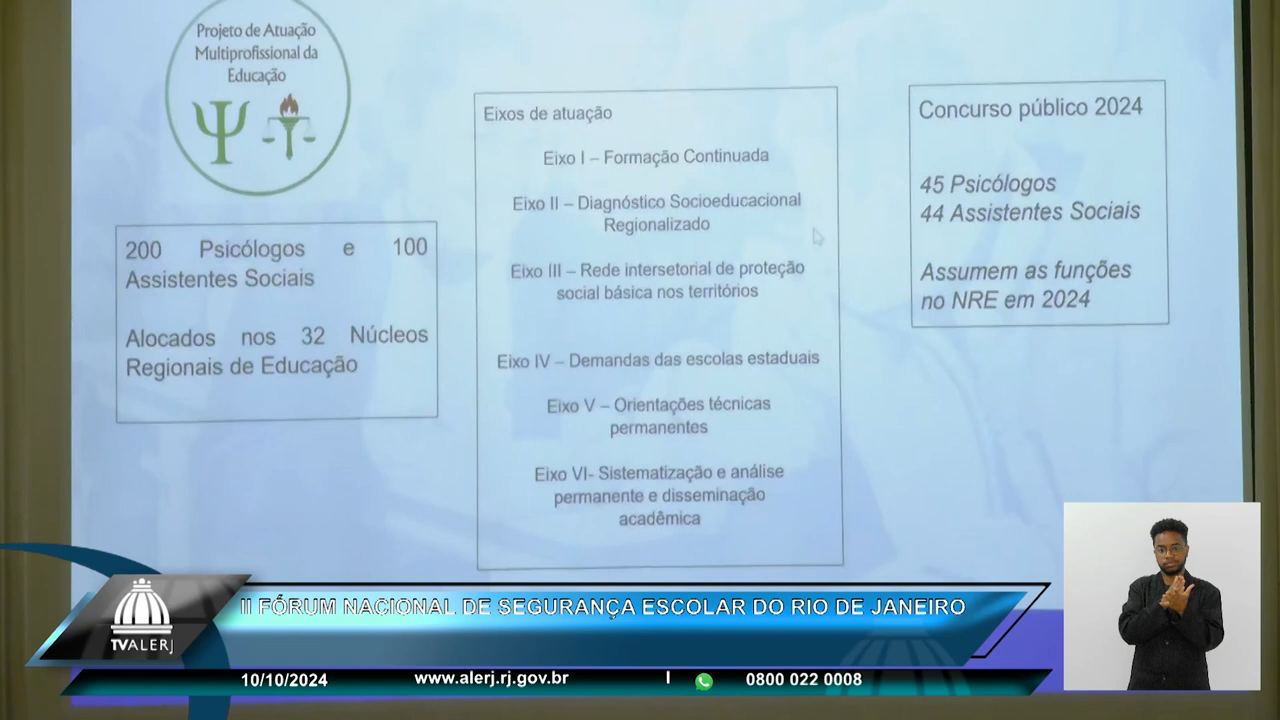 Projeto de Atuação
Multiprofissional da
Educação
200 Psicólogos e 100
Assistentes Sociais
Alocados nos 32 Núcleos
Regionais de Educação
Eixos de atuação
Eixo I – Formação Continuada
Eixo II – Diagnóstico Socioeducacional
Regionalizado
Eixo III – Rede intersetorial de proteção
social básica nos territórios
Eixo IV – Demandas das escolas estaduais
Eixo V – Orientações técnicas
permanentes
Eixo VI- Sistematização e análise
permanente e disseminação
acadêmica
Concurso público 2024
45 Psicólogos
44 Assistentes Sociais
Assumem as funções
no NRE em 2024
II FÓRUM NACIONAL DE SEGURANÇA ESCOLAR DO RIO DE JANEIRO
TVALERJ
10/10/2024 www.alerj.rj.gov.br | 0800 022 0008